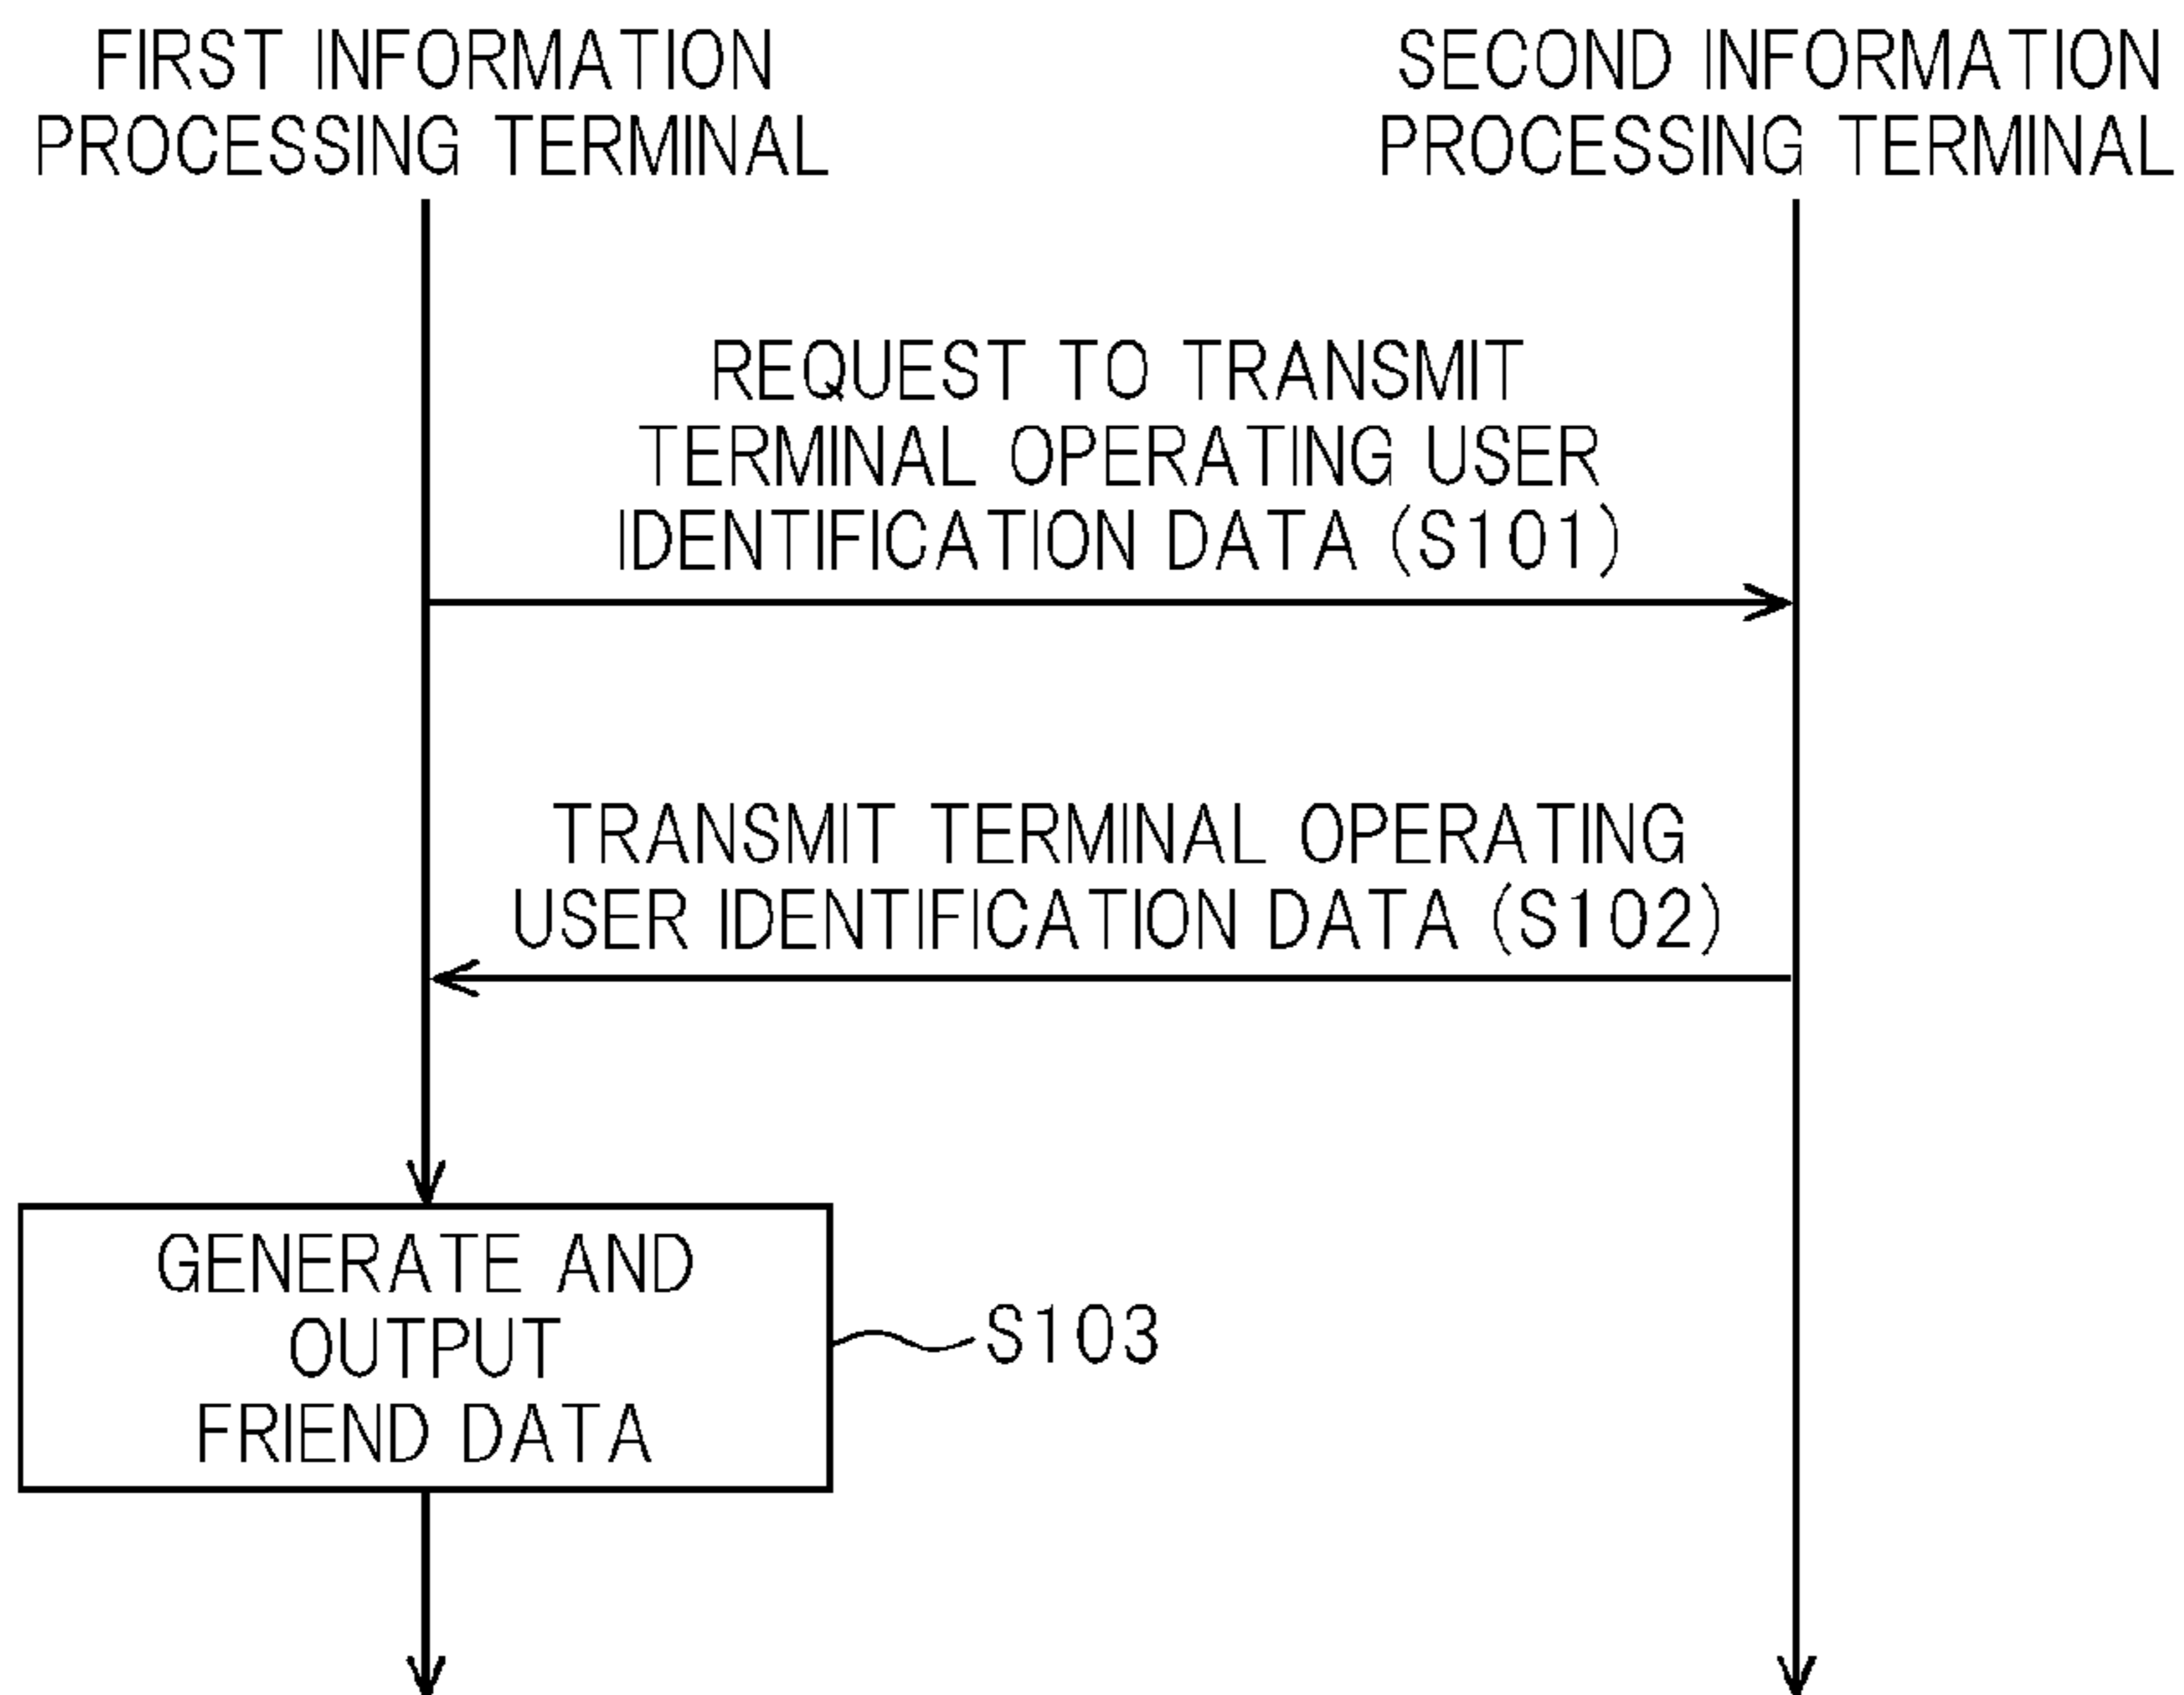 FIRST INFORMATION
PROCESSING TERMINAL
SECOND INFORMATION
PROCESSING TERMINAL
REQUEST TO TRANSMIT
TERMINAL OPERATING USER
IDENTIFICATION DATA (S101)
TRANSMIT TERMINAL OPERATING
USER IDENTIFICATION DATA (S102)
GENERATE AND
OUTPUT
FRIEND DATA
S103